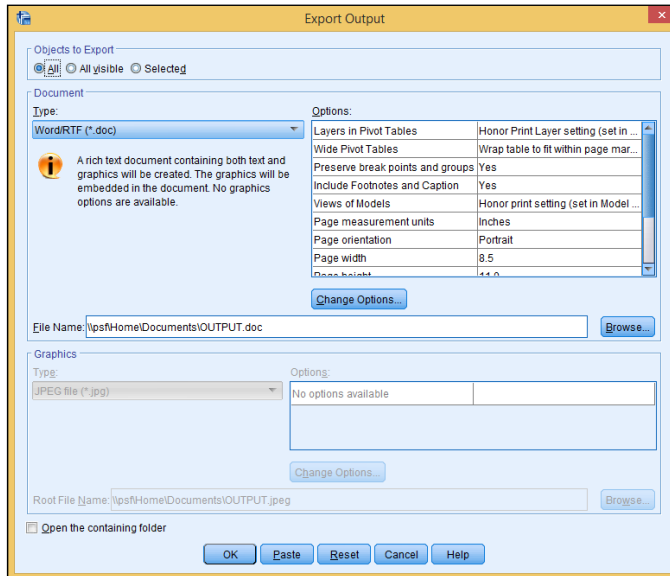 Export Output
x
Objects to Export
All All visible Selected
Document
Type:
Word/RTF (*.doc)
A rich text document containing both text and
graphics will be created. The graphics will be
embedded in the document. No graphics
options are available.
Options:
Layers in Pivot Tables Honor Print Layer setting (set in ...
Wide Pivot Tables Wrap table to fit within page mar...
Preserve break points and groups Yes
Include Footnotes and Caption Yes
Views of Models Honor print setting (set in Model ...
Page measurement units Inches
Page orientation Portrait
Page width 8.5
Page height 11.0
Change Options...
File Name: \\psf\Home\Documents\OUTPUT.doc Browse...
Graphics
Type:
JPEG file (*.jpg)
Options:
No options available
Change Options...
Root File Name: \\psf\Home\Documents\OUTPUT.jpeg Browse...
Open the containing folder
OK Paste Reset Cancel Help